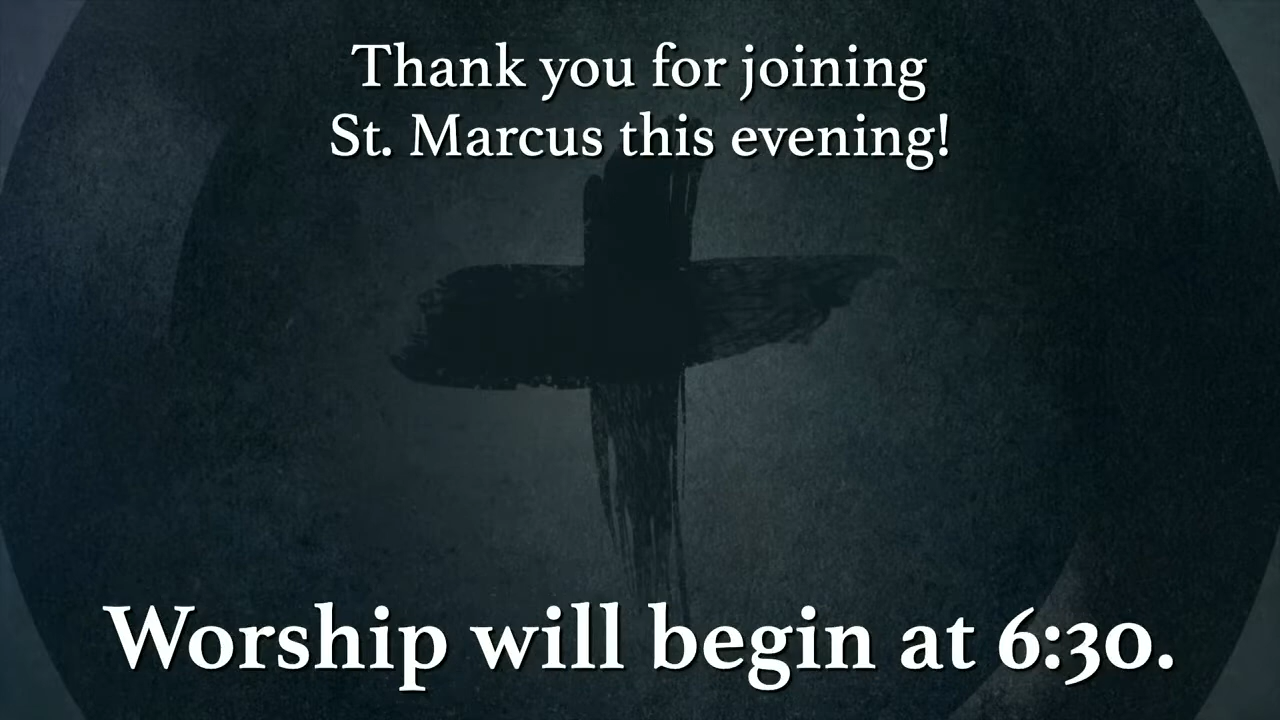 Thank you for joining
St. Marcus this evening!
Worship will begin at 6:30.